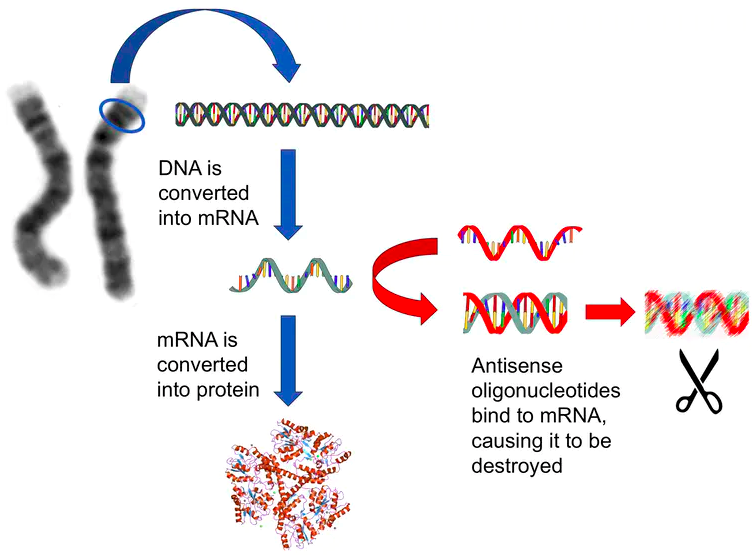 DNA is
converted
into mRNA
mRNA is
converted
into protein
Antisense
oligonucleotides
bind to mRNA,
causing it to be
destroyed